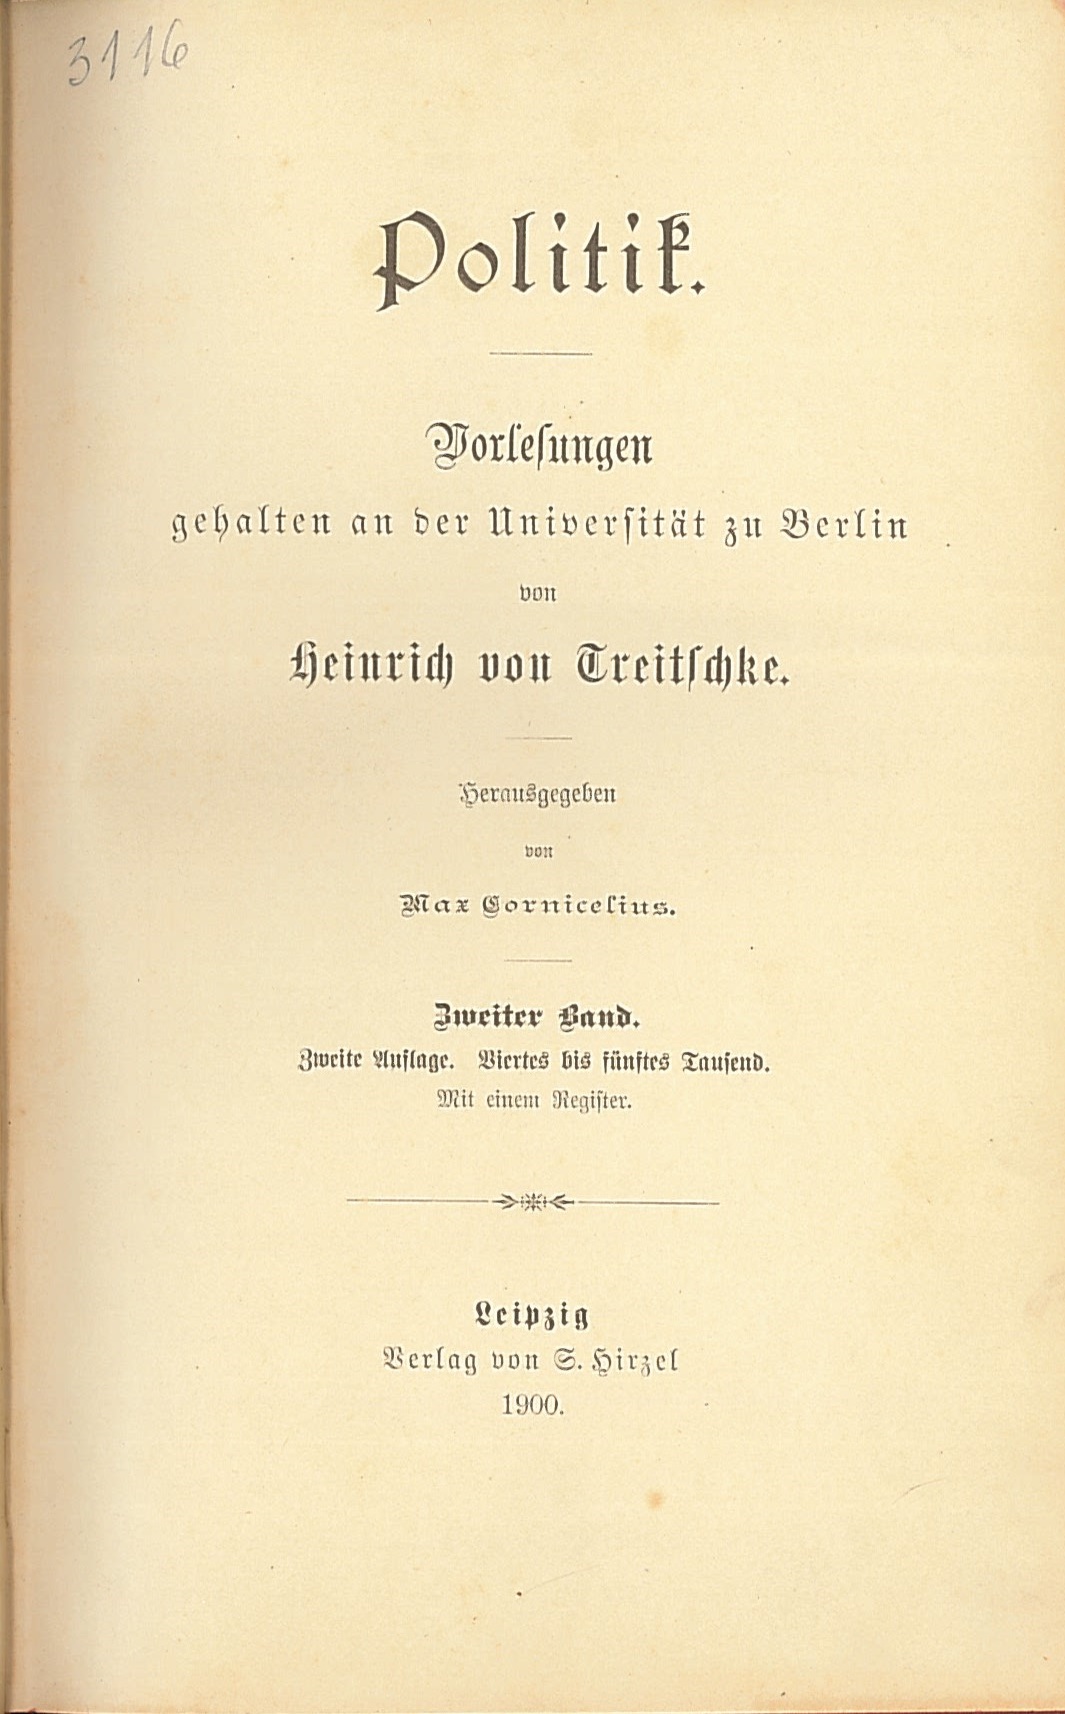 3116
Politik.
Vorlesungen
gehalten an der Universität zu Berlin
von
Heinrich von Treitschke.
Herausgegeben
von
Max Cornicelius.
Zweiter Band.
Zweite Auflage. Viertes bis fünftes Tausend.
Mit einem Register.
Leipzig
Verlag von S. Hirzel
1900.